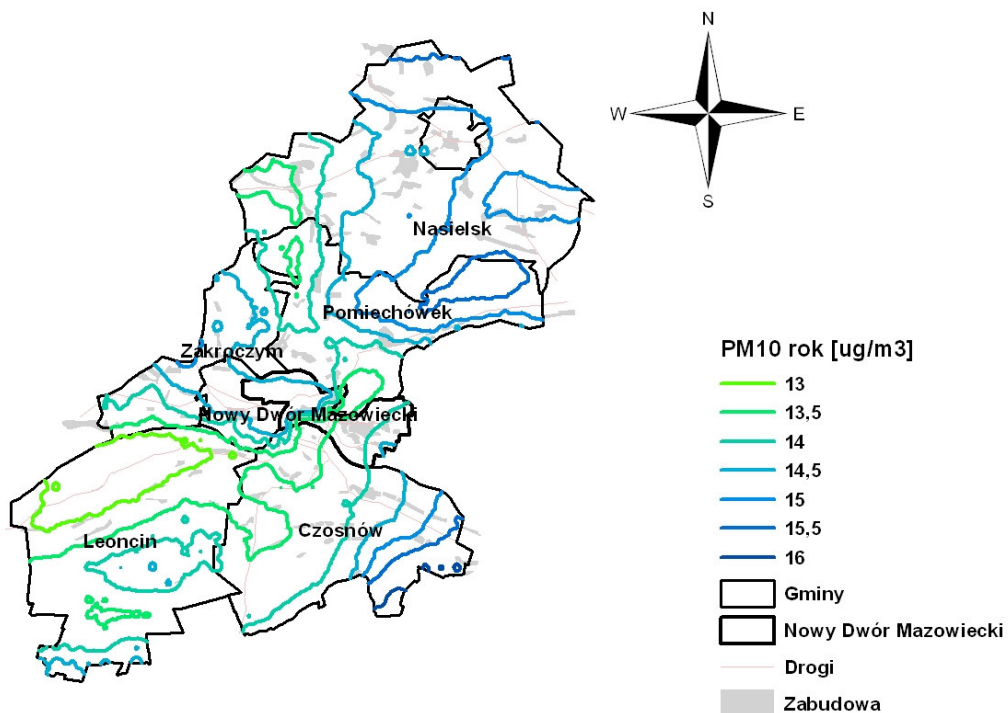 N
W E
S
Nasielsk
Pomiechówek
Zakroczym
Nowy Dwór Mazowiecki
Czosnów
Leoncin
PM10 rok [ug/m3]
13
13,5
14
14,5
15
15,5
16
Gminy
Nowy Dwór Mazowiecki
Drogi
Zabudowa